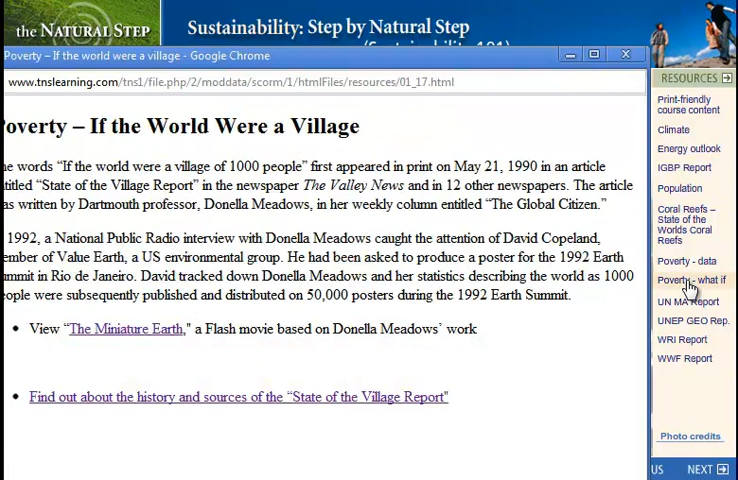 the NATURAL STEP
Sustainability: Step by Natural Step
Poverty – If the world were a village - Google Chrome
www.tnslearning.com/tns1/file.php/2/moddata/scorm/1/htmlFiles/resources/01_17.html
overty – If the World Were a Village
he words “If the world were a village of 1000 people” first appeared in print on May 21, 1990 in an article
titled “State of the Village Report” in the newspaper The Valley News and in 12 other newspapers. The article
as written by Dartmouth professor, Donella Meadows, in her weekly column entitled “The Global Citizen.”
1992, a National Public Radio interview with Donella Meadows caught the attention of David Copeland,
ember of Value Earth, a US environmental group. He had been asked to produce a poster for the 1992 Earth
ummit in Rio de Janeiro. David tracked down Donella Meadows and her statistics describing the world as 1000
eople were subsequently published and distributed on 50,000 posters during the 1992 Earth Summit.
• View “The Miniature Earth," a Flash movie based on Donella Meadows’ work
• Find out about the history and sources of the “State of the Village Report"
RESOURCES
Print-friendly
course content
Climate
Energy outlook
IGBP Report
Population
Coral Reefs –
State of the
Worlds Coral
Reefs
Poverty - data
Poverty - what if
UN MA Report
UNEP GEO Rep.
WRI Report
WWF Report
Photo credits
US NEXT